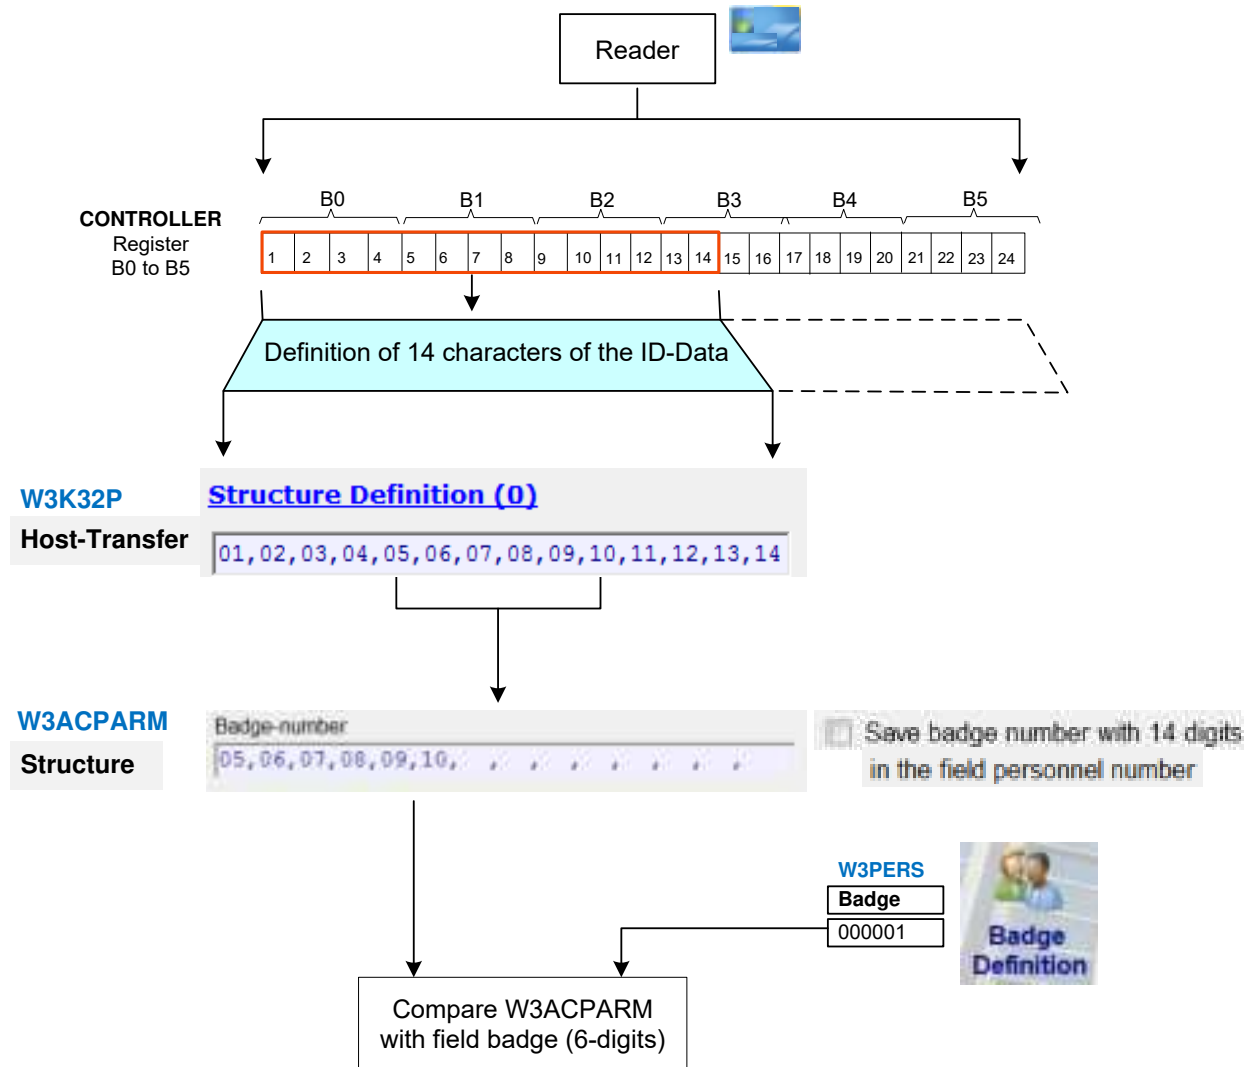 Reader
B0 B1 B2 B3 B4 B5
CONTROLLER
Register
B0 to B5
1 2 3 4 5 6 7 8 9 10 11 12 13 14 15 16 17 18 19 20 21 22 23 24
Definition of 14 characters of the ID-Data
W3K32P
Structure Definition (0)
Host-Transfer
01,02,03,04,05,06,07,08,09,10,11,12,13,14
W3ACPARM
Badge-number
Structure
05,06,07,08,09,10, , , , , , , ,
Save badge number with 14 digits
in the field personnel number
W3PERS
Badge
000001
Badge
Definition
Compare W3ACPARM
with field badge (6-digits)